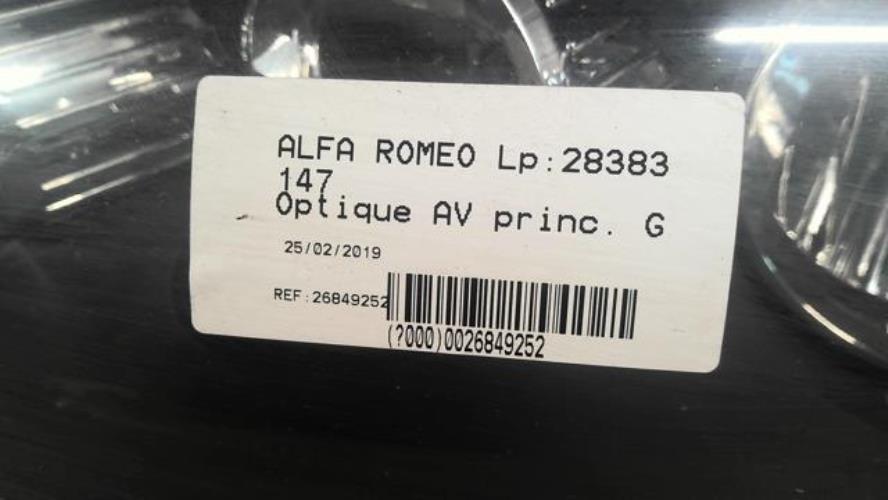 ALFA ROMEO Lp:28383
147
Optique AV princ. G
25/02/2019
REF:26849252
(?000)0026849252